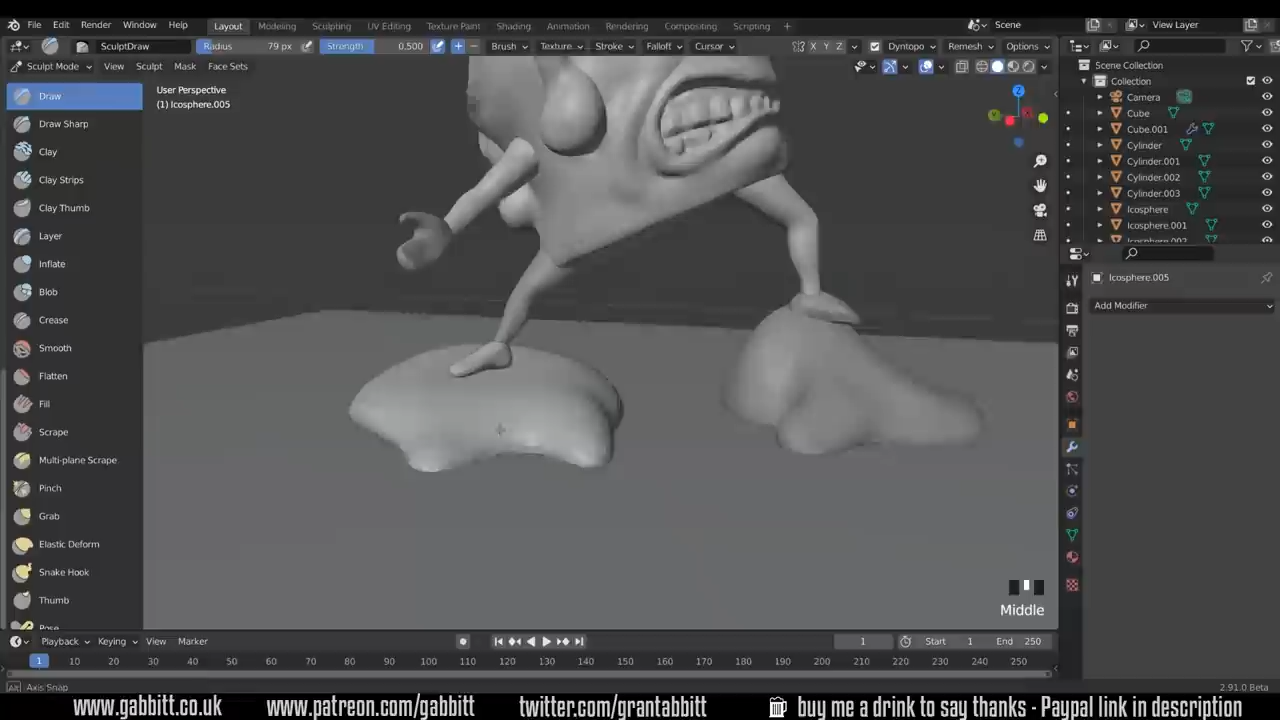 File Edit Render Window Help Layout Modeling Sculpting UV Editing Texture Paint Shading Animation Rendering Compositing Scripting + Scene View Layer
SculptDraw Radius 79 px Strength 0.500 + Brush Texture... Stroke Falloff Cursor X Y Z Dyntopo Remesh Options
Sculpt Mode View Sculpt Mask Face Sets
Scene Collection
Collection
Camera
Cube
Cube.001
Cylinder
Cylinder.001
Cylinder.002
Cylinder.003
Icosphere
Icosphere.001
Icosphere.002
Icosphere.005
Add Modifier
User Perspective
(1) Icosphere.005
Z
Draw
Draw Sharp
Clay
Clay Strips
Clay Thumb
Layer
Inflate
Blob
Crease
Smooth
Flatten
Fill
Scrape
Multi-plane Scrape
Pinch
Grab
Elastic Deform
Snake Hook
Thumb
Pose
Middle
Playback Keying View Marker 1 Start 1 End 250
1 10 20 30 40 50 60 70 80 90 100 110 120 130 140 150 160 170 180 190 200 210 220 230 240 250
Axis Snap 2.91.0 Beta
www.gabbitt.co.uk www.patreon.com/gabbitt twitter.com/grantabbitt buy me a drink to say thanks - Paypal link in description